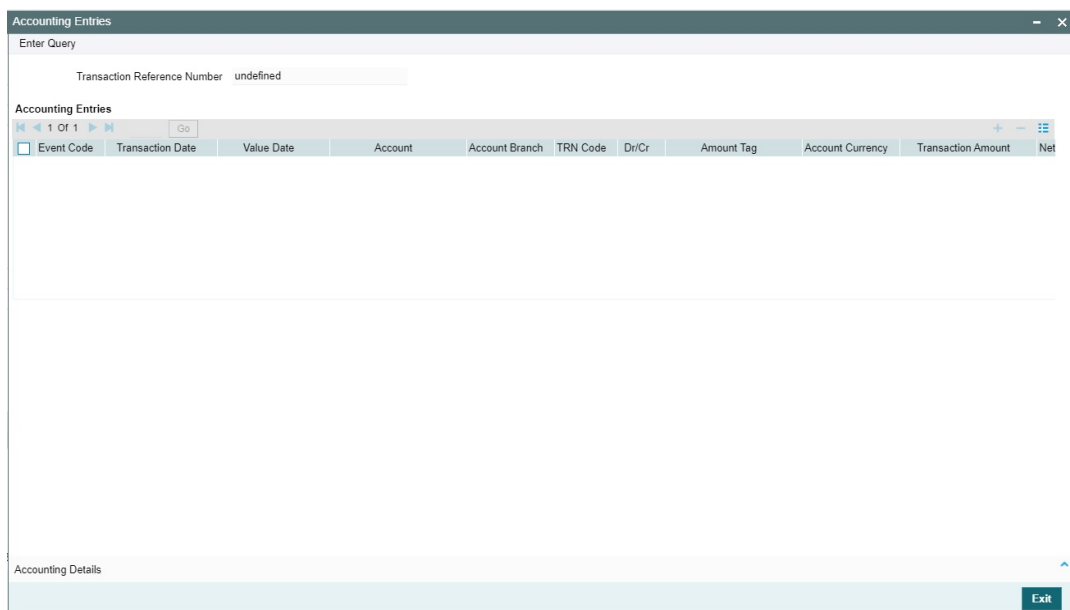 Accounting Entries
Enter Query
Transaction Reference Number undefined
Accounting Entries
1 Of 1 Go
Event Code Transaction Date Value Date Account Account Branch TRN Code Dr/Cr Amount Tag Account Currency Transaction Amount Net
Accounting Details
Exit